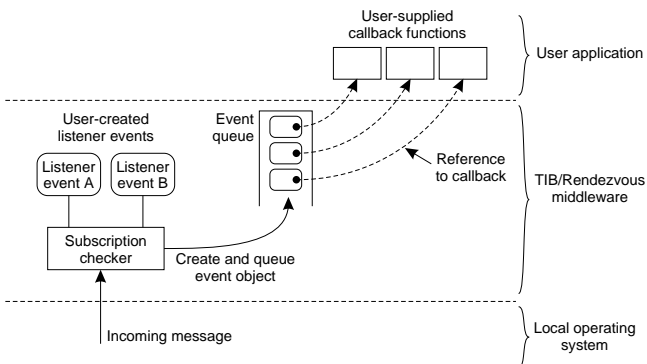 User-supplied
callback functions
User application
User-created
listener events
Event
queue
Listener
event A
Listener
event B
Reference
to callback
TIB/Rendezvous
middleware
Subscription
checker
Create and queue
event object
Incoming message
Local operating
system